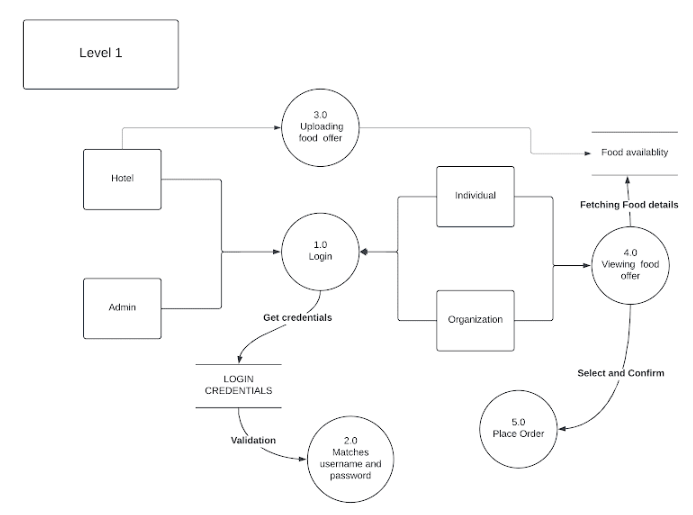 Level 1
3.0
Uploading
food offer
Food availablity
Hotel
Individual
Fetching Food details
1.0
Login
4.0
Viewing food
offer
Admin
Organization
Get credentials
Select and Confirm
LOGIN
CREDENTIALS
5.0
Place Order
Validation
2.0
Matches
username and
password